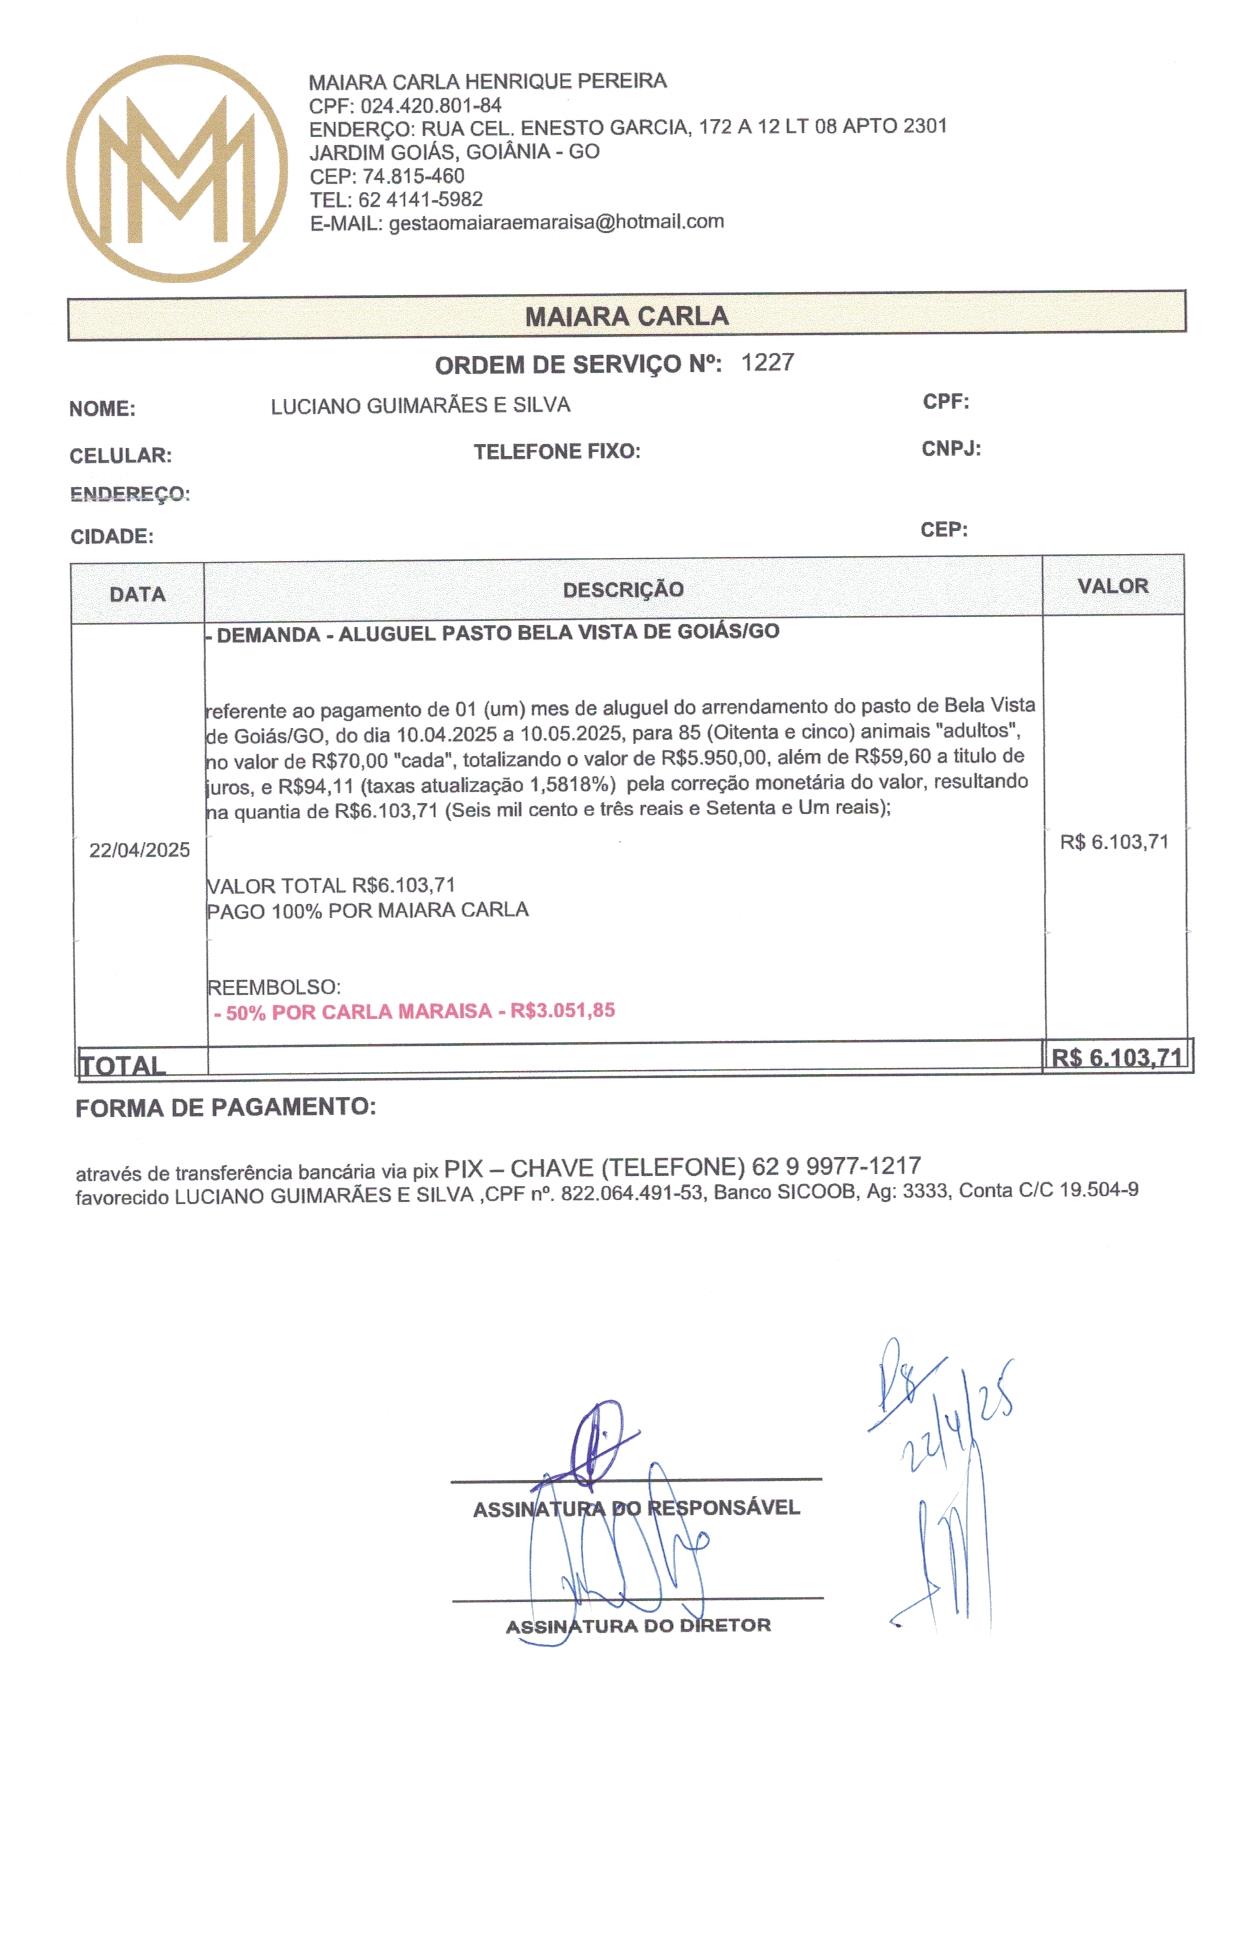 MAIARA CARLA HENRIQUE PEREIRA
CPF: 024.420.801-84
ENDERÇO: RUA CEL. ENESTO GARCIA, 172 A 12 LT 08 APTO 2301
JARDIM GOIÁS, GOIÂNIA - GO
CEP: 74.815-460
TEL: 62 4141-5982
E-MAIL: gestaomaiaraemaraisa@hotmail.com
MAIARA CARLA
ORDEM DE SERVIÇO Nº: 1227
NOME: LUCIANO GUIMARÃES E SILVA CPF:
CELULAR: TELEFONE FIXO: CNPJ:
ENDEREÇO:
CIDADE: CEP:
DATA DESCRIÇÃO VALOR
- DEMANDA - ALUGUEL PASTO BELA VISTA DE GOIÁS/GO
referente ao pagamento de 01 (um) mes de aluguel do arrendamento do pasto de Bela Vista
de Goiás/GO, do dia 10.04.2025 a 10.05.2025, para 85 (Oitenta e cinco) animais "adultos",
no valor de R$70,00 "cada", totalizando o valor de R$5.950,00, além de R$59,60 a titulo de
juros, e R$94,11 (taxas atualização 1,5818%) pela correção monetária do valor, resultando
na quantia de R$6.103,71 (Seis mil cento e três reais e Setenta e Um reais);
22/04/2025 R$ 6.103,71
VALOR TOTAL R$6.103,71
PAGO 100% POR MAIARA CARLA
REEMBOLSO:
- 50% POR CARLA MARAISA - R$3.051,85
TOTAL R$ 6.103,71
FORMA DE PAGAMENTO:
através de transferência bancária via pix PIX – CHAVE (TELEFONE) 62 9 9977-1217
favorecido LUCIANO GUIMARÃES E SILVA ,CPF nº. 822.064.491-53, Banco SICOOB, Ag: 3333, Conta C/C 19.504-9
Pg
22/4/25
ASSINATURA DO RESPONSÁVEL
ASSINATURA DO DIRETOR